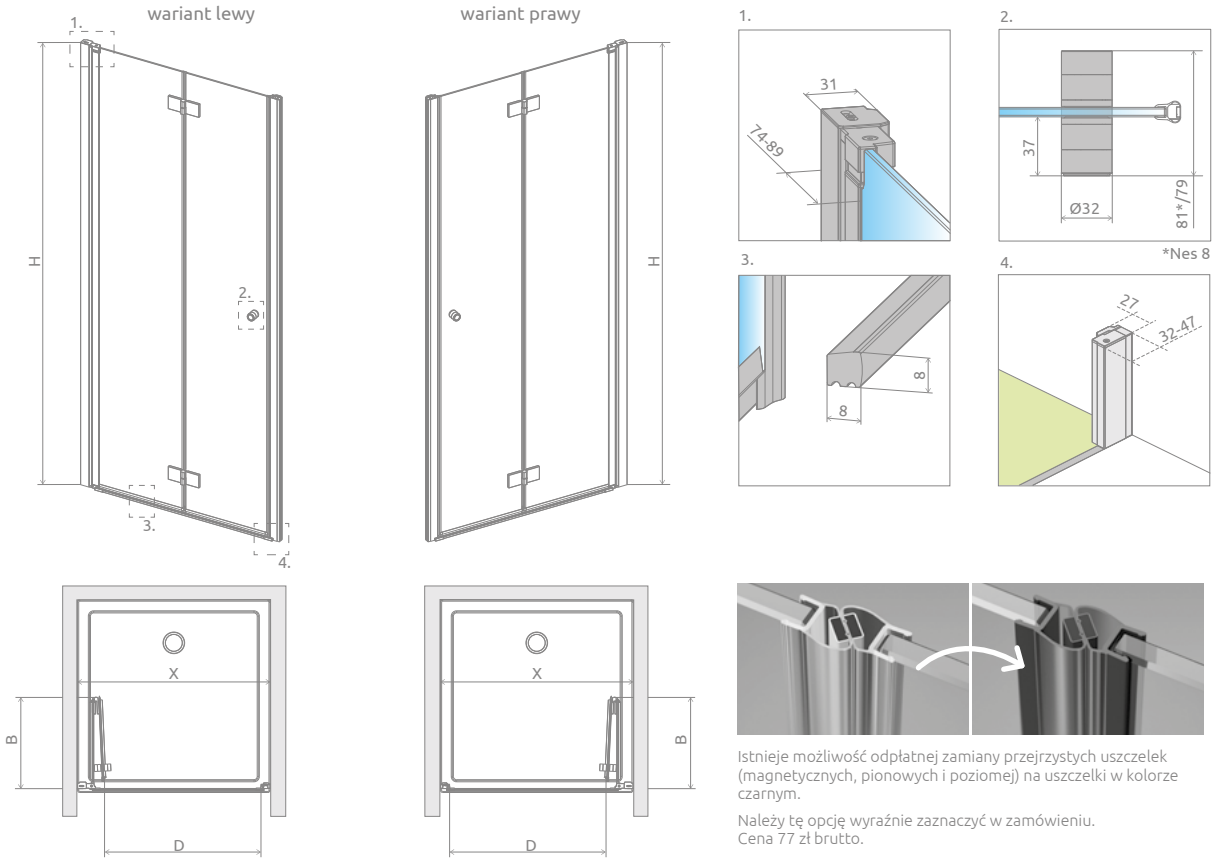 wariant lewy
wariant prawy
1.
H
2.
3.
4.
H
1.
31
74-89
2.
37
Ø32
81*/79
*Nes 8
3.
8
8
4.
27
32-47
X
B
D
X
B
D
Istnieje możliwość odpłatnej zamiany przejrzystych uszczelek
(magnetycznych, pionowych i poziomej) na uszczelki w kolorze
czarnym.
Należy tę opcję wyraźnie zaznaczyć w zamówieniu.
Cena 77 zł brutto.